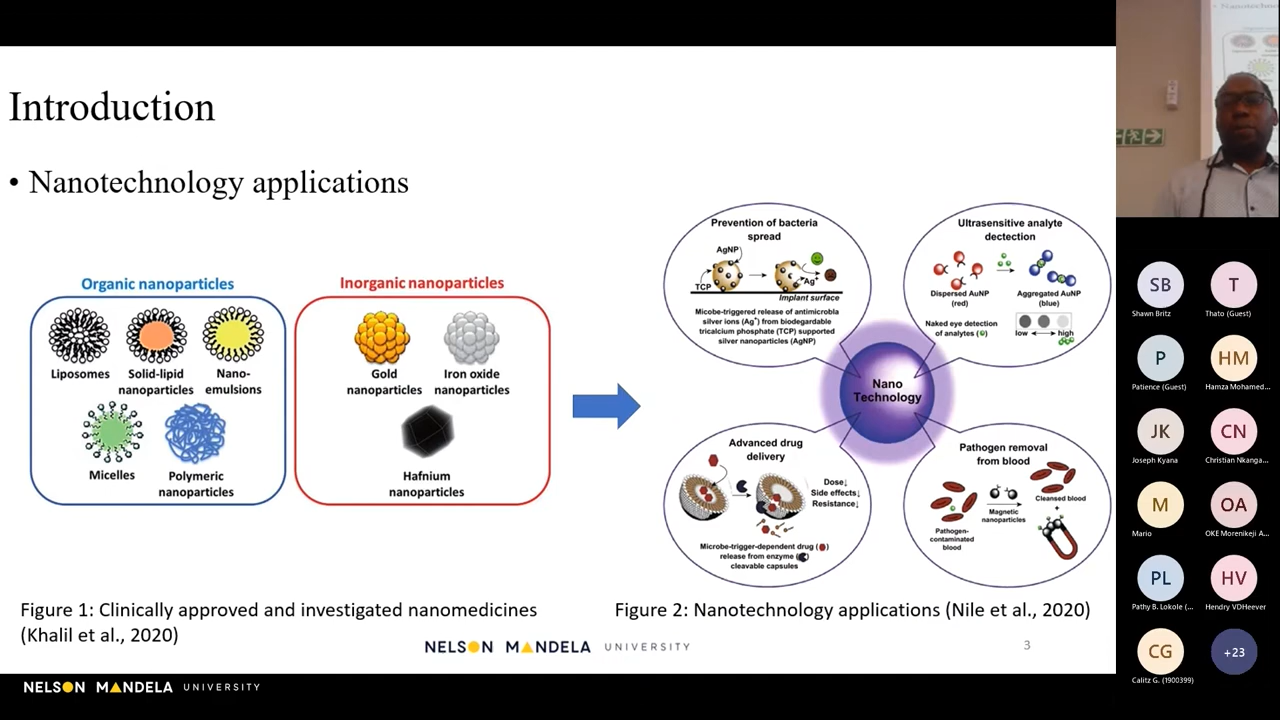 Introduction
• Nanotechnology applications
Organic nanoparticles
Liposomes
Solid-lipid
nanoparticles
Nano-
emulsions
Micelles
Polymeric
nanoparticles
Inorganic nanoparticles
Gold
nanoparticles
Iron oxide
nanoparticles
Hafnium
nanoparticles
Figure 1: Clinically approved and investigated nanomedicines
(Khalil et al., 2020)
Prevention of bacteria
spread
AgNP
TCP
Ag+
Implant surface
Micobe-triggered release of antimicrobla
silver ions (Ag+) from biodegardable
tricalcium phosphate (TCP) supported
silver nanoparticles (AgNP)
Ultrasensitive analyte
dectection
Dispersed AuNP
(red)
Aggregated AuNP
(blue)
Naked eye detection
of analytes ( )
low
high
Nano
Technology
Advanced drug
delivery
Dose↓
Side effects↓
Resistance↓
Microbe-trigger-dependent drug ( )
release from enzyme ( )
cleavable capsules
Pathogen removal
from blood
Pathogen-
contaminated
blood
Magnetic
nanoparticles
Cleansed blood
+
Figure 2: Nanotechnology applications (Nile et al., 2020)
NELSON MANDELA UNIVERSITY
3
NELSON MANDELA UNIVERSITY
SB
Shawn Britz
T
Thato (Guest)
P
Patience (Guest)
HM
Hamza Mohamed...
JK
Joseph Kyana
CN
Christian Nkanga...
M
Mario
OA
OKE Morenikeji A...
PL
Pathy B. Lokole (...
HV
Hendry VDHeever
CG
Calitz G. (1900399)
+23